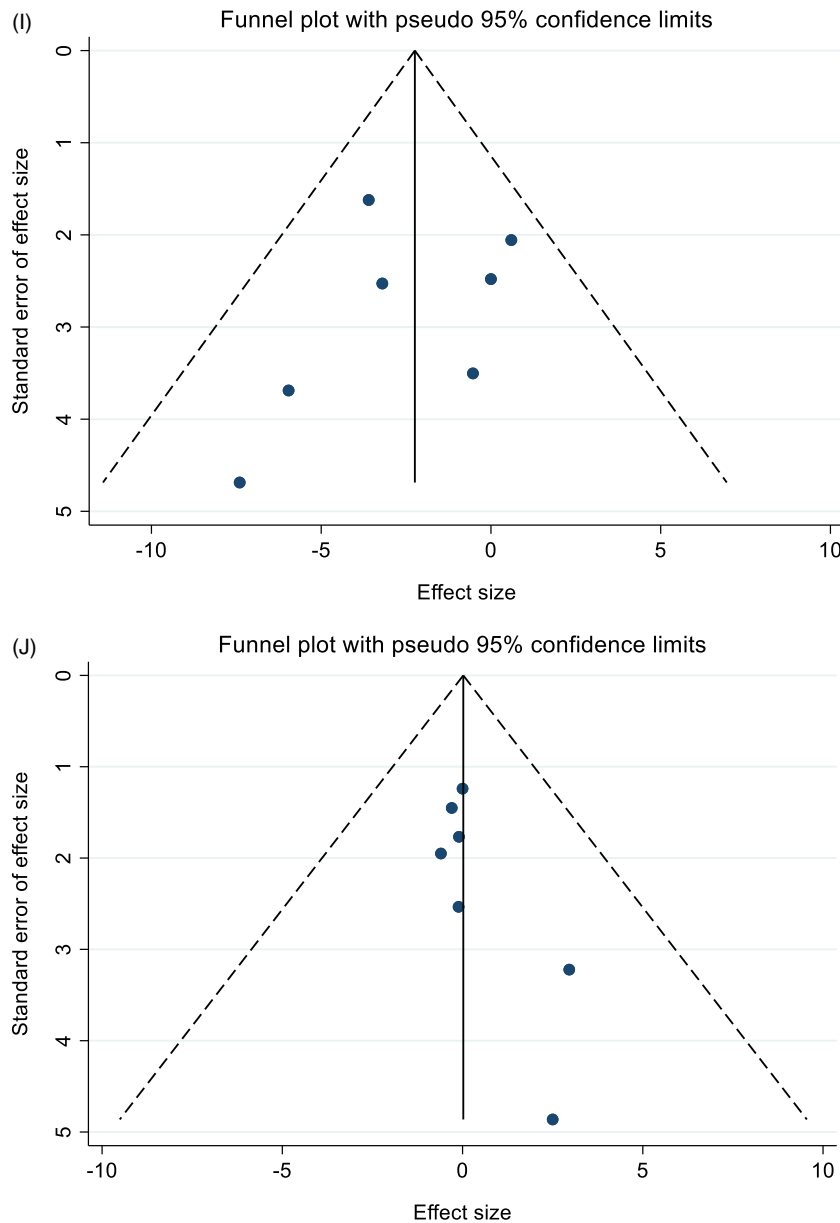 (I)
Funnel plot with pseudo 95% confidence limits
Standard error of effect size
0
1
2
3
4
5
-10
-5
0
5
10
Effect size
(J)
Funnel plot with pseudo 95% confidence limits
Standard error of effect size
0
1
2
3
4
5
-10
-5
0
5
10
Effect size